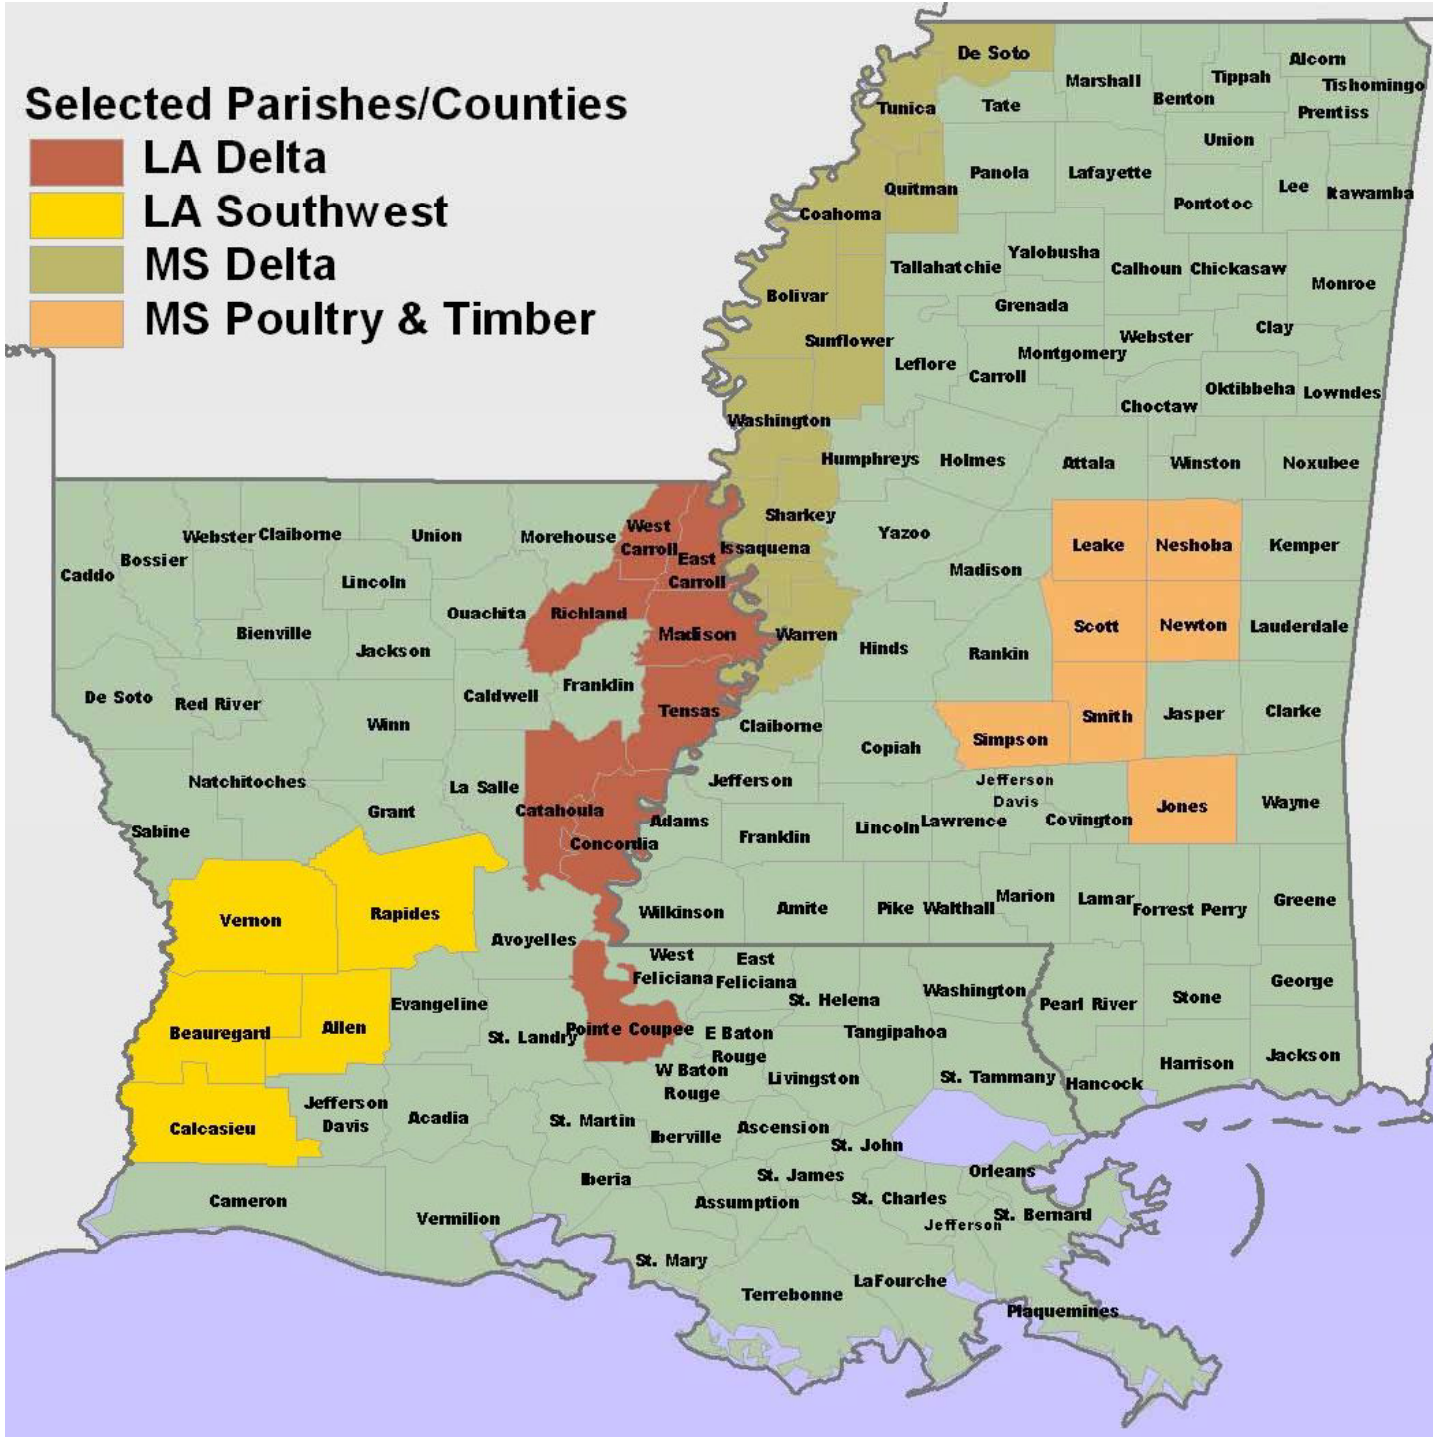 Selected Parishes/Counties
LA Delta
LA Southwest
MS Delta
MS Poultry & Timber
De Soto
Marshall
Benton
Tippah
Alcorn
Tishomingo
Prentiss
Tunica
Tate
Union
Quitman
Panola
Lafayette
Pontotoc
Lee
Itawamba
Coahoma
Tallahatchie
Yalobusha
Calhoun
Chickasaw
Monroe
Bolivar
Grenada
Sunflower
Leflore
Carroll
Montgomery
Webster
Clay
Choctaw
Oktibbeha
Lowndes
Washington
Humphreys
Holmes
Attala
Winston
Noxubee
Sharkey
Issaquena
Yazoo
Madison
Leake
Neshoba
Kemper
Warren
Hinds
Rankin
Scott
Newton
Lauderdale
Claiborne
Copiah
Simpson
Smith
Jasper
Clarke
Jefferson
Jefferson
Davis
Adams
Franklin
Lincoln
Lawrence
Covington
Jones
Wayne
Wilkinson
Amite
Pike
Walthall
Marion
Lamar
Forrest
Perry
Greene
Pearl River
Stone
George
Hancock
Harrison
Jackson
Caddo
Bossier
Webster
Claiborne
Union
Morehouse
West
Carroll
East
Carroll
Lincoln
Ouachita
Richland
Madison
Bienville
Jackson
De Soto
Red River
Caldwell
Franklin
Tensas
Winn
Natchitoches
La Salle
Grant
Catahoula
Concordia
Sabine
Vernon
Rapides
Avoyelles
West
Feliciana
East
Feliciana
St. Helena
Washington
Beauregard
Allen
Evangeline
St. Landry
Pointe Coupee
E Baton
Rouge
Tangipahoa
W Baton
Rouge
Livingston
St. Tammany
Calcasieu
Jefferson
Davis
Acadia
St. Martin
Iberville
Ascension
St. John
Cameron
Vermilion
Iberia
St. James
Assumption
St. Charles
Orleans
Jefferson
St. Bernard
St. Mary
Terrebonne
LaFourche
Plaquemines